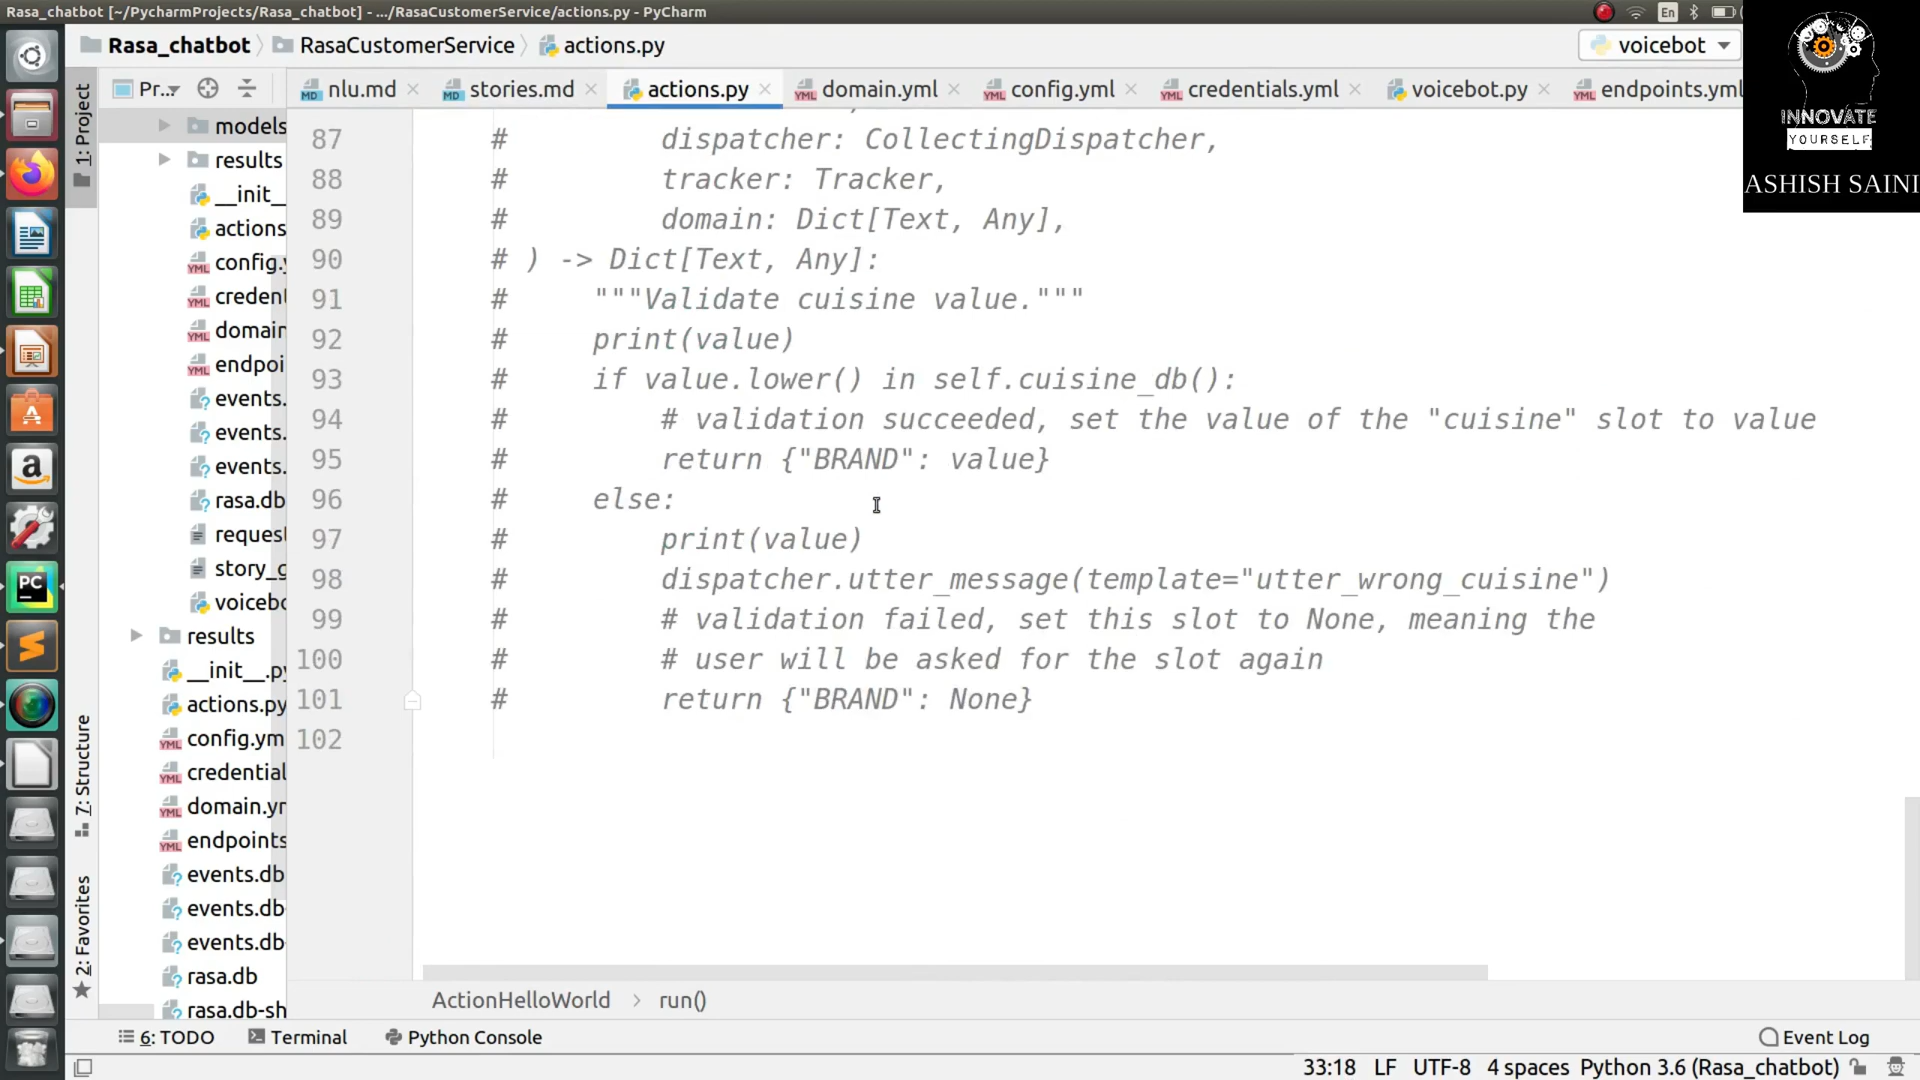 Rasa_chatbot [~/PycharmProjects/Rasa_chatbot] - .../RasaCustomerService/actions.py - PyCharm
En
Rasa_chatbot
RasaCustomerService
actions.py
voicebot
INNOVATE
YOURSELF
ASHISH SAINI
Pr...
nlu.md
stories.md
actions.py
domain.yml
config.yml
credentials.yml
voicebot.py
endpoints.yml
1: Project
7: Structure
2: Favorites
models
results
__init_
actions
config.y
creden
domain
endpoi
events.
events.
events.
rasa.db
request
story_g
voicebo
results
__init__.py
actions.py
config.ym
credential
domain.yr
endpoints
events.db
events.db-
events.db-
rasa.db
rasa.db-sh
87 # dispatcher: CollectingDispatcher,
88 # tracker: Tracker,
89 # domain: Dict[Text, Any],
90 # ) -> Dict[Text, Any]:
91 # """Validate cuisine value."""
92 # print(value)
93 # if value.lower() in self.cuisine_db():
94 # # validation succeeded, set the value of the "cuisine" slot to value
95 # return {"BRAND": value}
96 # else:
97 # print(value)
98 # dispatcher.utter_message(template="utter_wrong_cuisine")
99 # # validation failed, set this slot to None, meaning the
100 # # user will be asked for the slot again
101 # return {"BRAND": None}
102
ActionHelloWorld > run()
6: TODO
Terminal
Python Console
Event Log
33:18 LF UTF-8 4 spaces Python 3.6 (Rasa_chatbot)